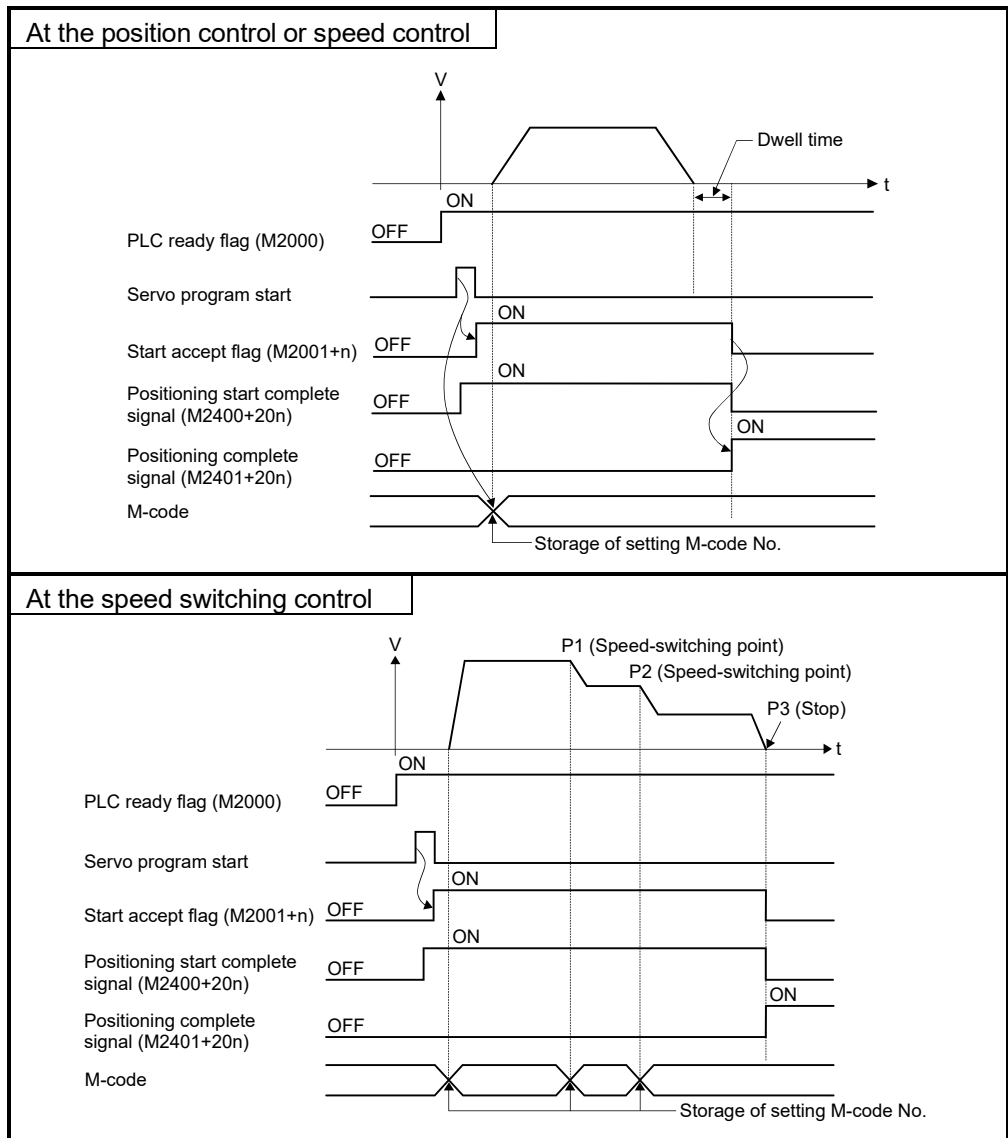 At the position control or speed control
V
Dwell time
t
ON
OFF
PLC ready flag (M2000)
Servo program start
ON
OFF
Start accept flag (M2001+n)
ON
Positioning start complete
signal (M2400+20n)
OFF
ON
Positioning complete
signal (M2401+20n)
OFF
M-code
Storage of setting M-code No.
At the speed switching control
V
P1 (Speed-switching point)
P2 (Speed-switching point)
P3 (Stop)
t
ON
OFF
PLC ready flag (M2000)
Servo program start
ON
OFF
Start accept flag (M2001+n)
ON
Positioning start complete
signal (M2400+20n)
OFF
ON
Positioning complete
signal (M2401+20n)
OFF
M-code
Storage of setting M-code No.